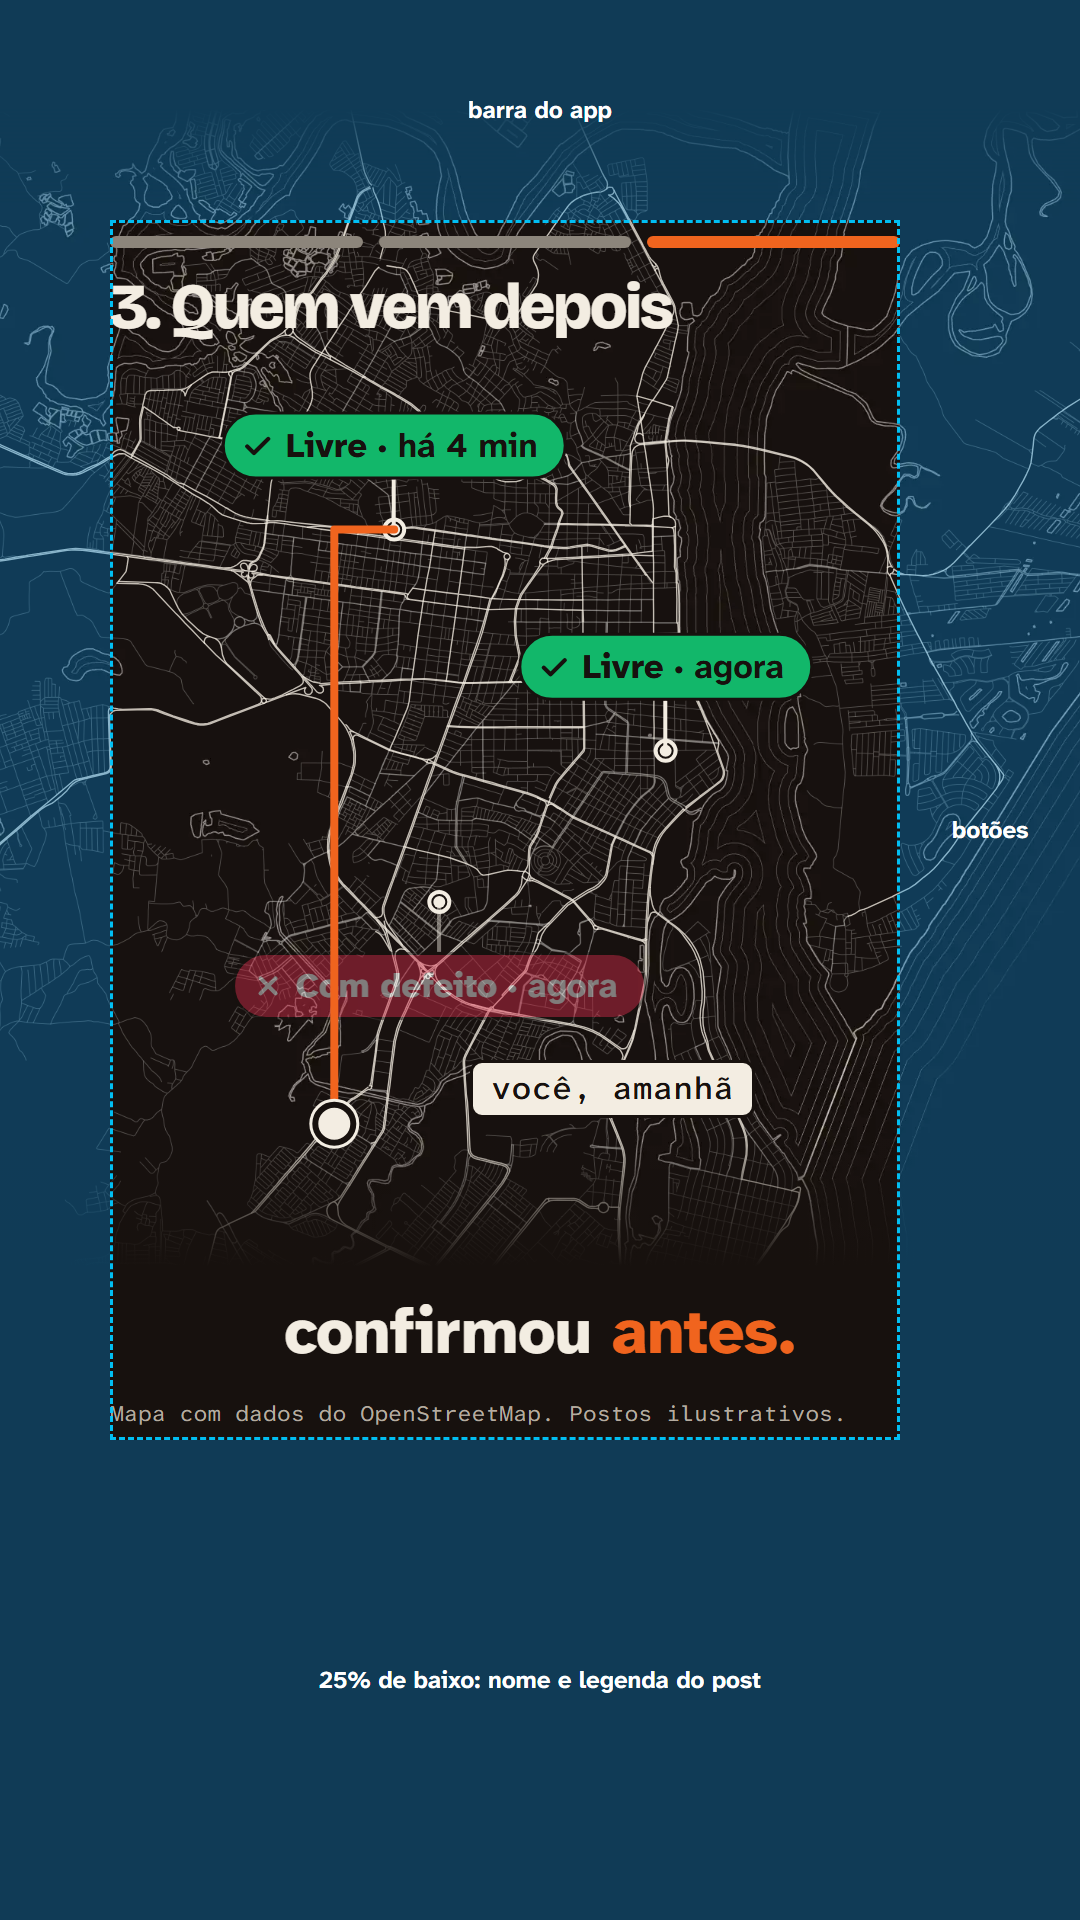 barra do app
3. Quem vem depois
Livre · há 4 min
Livre · agora
botões
Com defeito · agora
você, amanhã
confirmou antes.
Mapa com dados do OpenStreetMap. Postos ilustrativos.
25% de baixo: nome e legenda do post